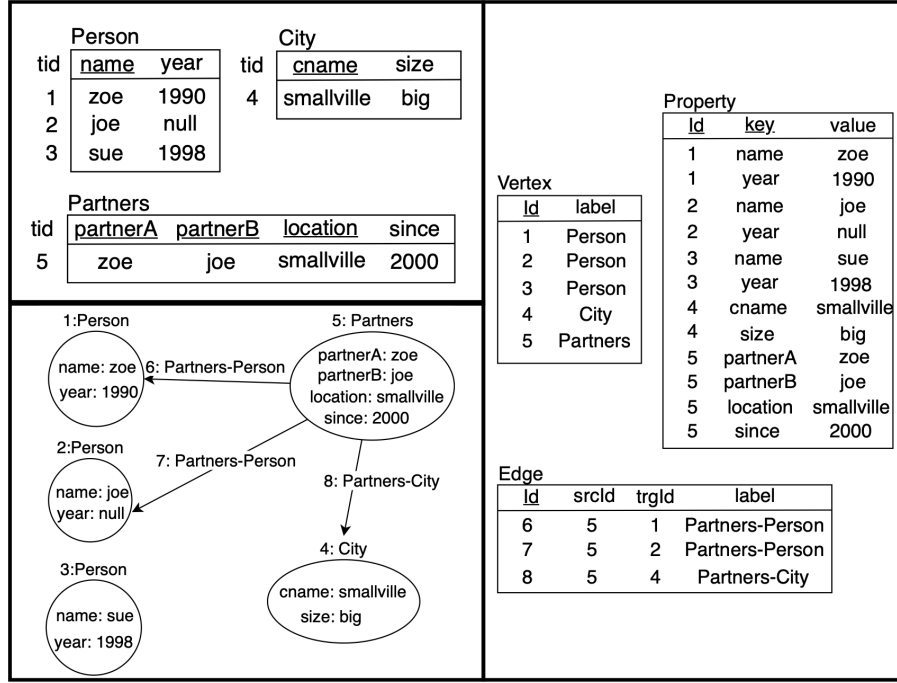 Person
tid name year
1 zoe 1990
2 joe null
3 sue 1998
City
tid cname size
4 smallville big
Partners
tid partnerA partnerB location since
5 zoe joe smallville 2000
1:Person
name: zoe
year: 1990
6: Partners-Person
5: Partners
partnerA: zoe
partnerB: joe
location: smallville
since: 2000
2:Person
name: joe
year: null
7: Partners-Person
8: Partners-City
3:Person
name: sue
year: 1998
4: City
cname: smallville
size: big
Vertex
Id label
1 Person
2 Person
3 Person
4 City
5 Partners
Property
Id key value
1 name zoe
1 year 1990
2 name joe
2 year null
3 name sue
3 year 1998
4 cname smallville
4 size big
5 partnerA zoe
5 partnerB joe
5 location smallville
5 since 2000
Edge
Id srcId trgId label
6 5 1 Partners-Person
7 5 2 Partners-Person
8 5 4 Partners-City